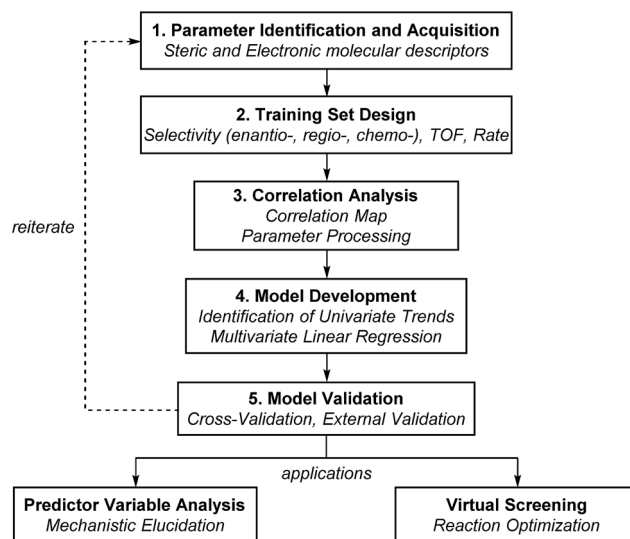 1. Parameter Identification and Acquisition
Steric and Electronic molecular descriptors
2. Training Set Design
Selectivity (enantio-, regio-, chemo-), TOF, Rate
3. Correlation Analysis
Correlation Map
Parameter Processing
reiterate
4. Model Development
Identification of Univariate Trends
Multivariate Linear Regression
5. Model Validation
Cross-Validation, External Validation
applications
Predictor Variable Analysis
Mechanistic Elucidation
Virtual Screening
Reaction Optimization